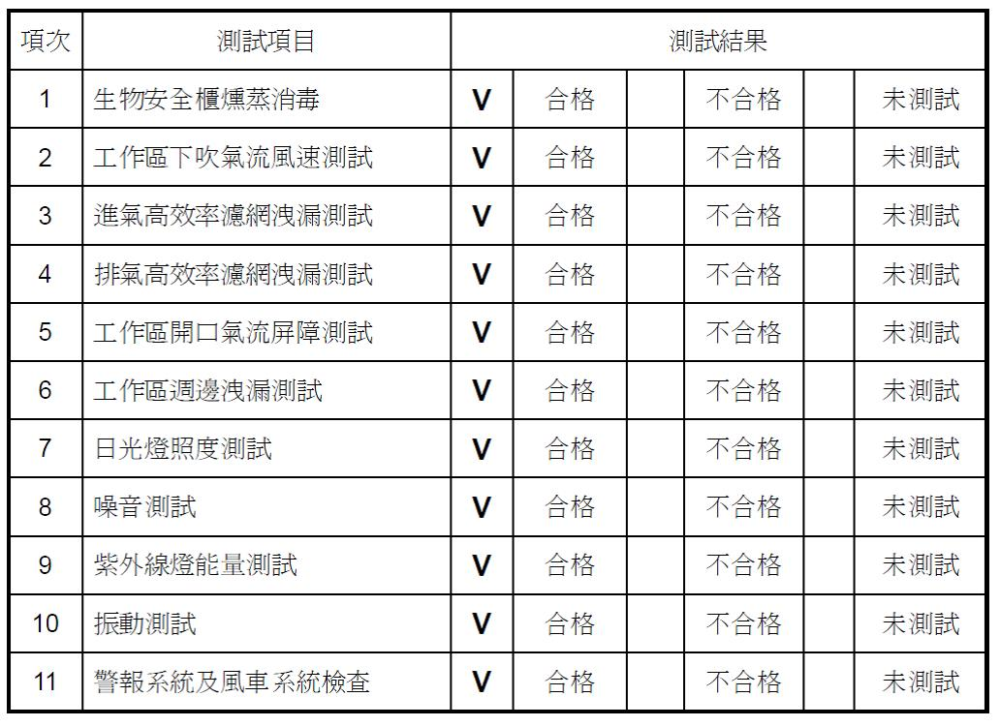 項次 測試項目 測試結果
1 生物安全櫃燻蒸消毒 V 合格 不合格 未測試
2 工作區下吹氣流風速測試 V 合格 不合格 未測試
3 進氣高效率濾網洩漏測試 V 合格 不合格 未測試
4 排氣高效率濾網洩漏測試 V 合格 不合格 未測試
5 工作區開口氣流屏障測試 V 合格 不合格 未測試
6 工作區週邊洩漏測試 V 合格 不合格 未測試
7 日光燈照度測試 V 合格 不合格 未測試
8 噪音測試 V 合格 不合格 未測試
9 紫外線燈能量測試 V 合格 不合格 未測試
10 振動測試 V 合格 不合格 未測試
11 警報系統及風車系統檢查 V 合格 不合格 未測試